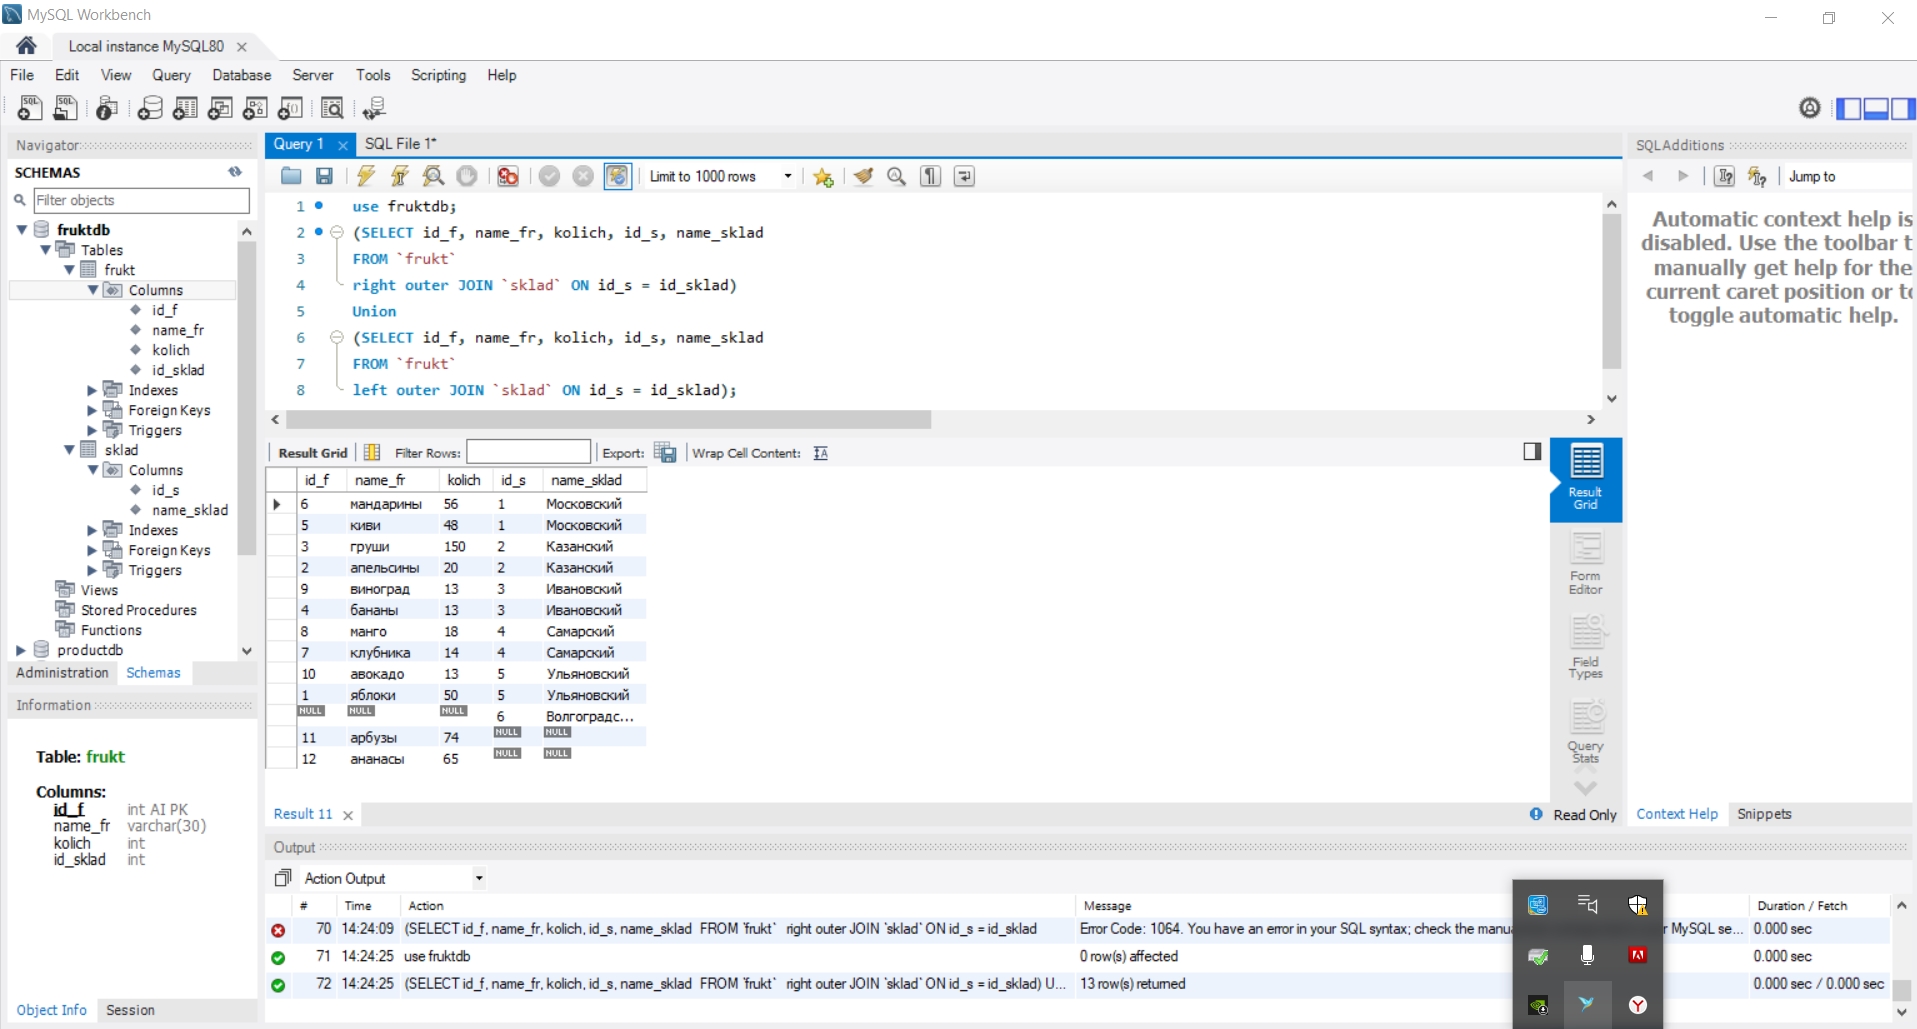 MySQL Workbench
Local instance MySQL80
File Edit View Query Database Server Tools Scripting Help
Navigator
SCHEMAS
Filter objects
fruktdb
Tables
frukt
Columns
id_f
name_fr
kolich
id_sklad
Indexes
Foreign Keys
Triggers
sklad
Columns
id_s
name_sklad
Indexes
Foreign Keys
Triggers
Views
Stored Procedures
Functions
productdb
Administration Schemas
Information
Table: frukt
Columns:
id_f int AI PK
name_fr varchar(30)
kolich int
id_sklad int
Object Info Session
Query 1 SQL File 1*
Limit to 1000 rows
1 use fruktdb;
2 (SELECT id_f, name_fr, kolich, id_s, name_sklad
3 FROM `frukt`
4 right outer JOIN `sklad` ON id_s = id_sklad)
5 Union
6 (SELECT id_f, name_fr, kolich, id_s, name_sklad
7 FROM `frukt`
8 left outer JOIN `sklad` ON id_s = id_sklad);
Result Grid Filter Rows: Export: Wrap Cell Content:
id_f name_fr kolich id_s name_sklad
6 мандарины 56 1 Московский
5 киви 48 1 Московский
3 груши 150 2 Казанский
2 апельсины 20 2 Казанский
9 виноград 13 3 Ивановский
4 бананы 13 3 Ивановский
8 манго 18 4 Самарский
7 клубника 14 4 Самарский
10 авокадо 13 5 Ульяновский
1 яблоки 50 5 Ульяновский
NULL NULL NULL 6 Волгоградс...
11 арбузы 74 NULL NULL
12 ананасы 65 NULL NULL
Result Grid
Form Editor
Field Types
Query Stats
Result 11
Read Only
SQLAdditions
Jump to
Automatic context help is
disabled. Use the toolbar t
manually get help for the
current caret position or to
toggle automatic help.
Context Help Snippets
Output
Action Output
# Time Action Message Duration / Fetch
70 14:24:09 (SELECT id_f, name_fr, kolich, id_s, name_sklad FROM `frukt` right outer JOIN `sklad` ON id_s = id_sklad Error Code: 1064. You have an error in your SQL syntax; check the manu r MySQL se... 0.000 sec
71 14:24:25 use fruktdb 0 row(s) affected 0.000 sec
72 14:24:25 (SELECT id_f, name_fr, kolich, id_s, name_sklad FROM `frukt` right outer JOIN `sklad` ON id_s = id_sklad) U... 13 row(s) returned 0.000 sec / 0.000 sec